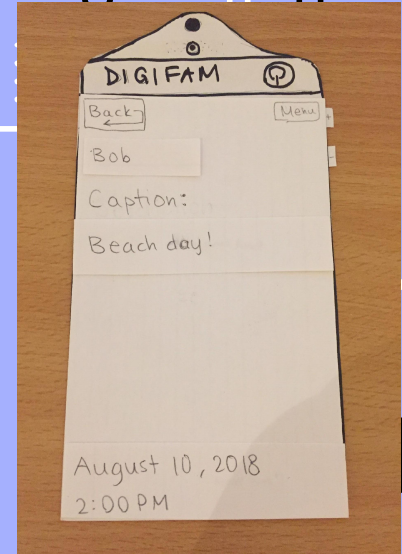 DIGIFAM
Back
Menu
Bob
Caption:
Beach day!
August 10, 2018
2:00 PM